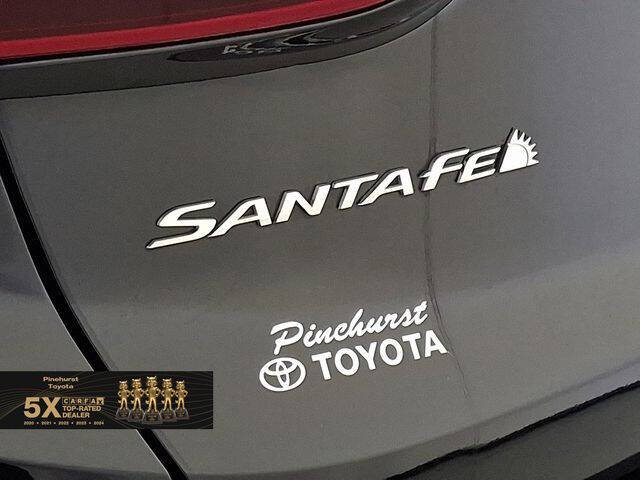 SANTA FE
Pinehurst
TOYOTA
Pinehurst
Toyota
5X
CARFAX
TOP-RATED
DEALER
2020 • 2021 • 2022 • 2023 • 2024